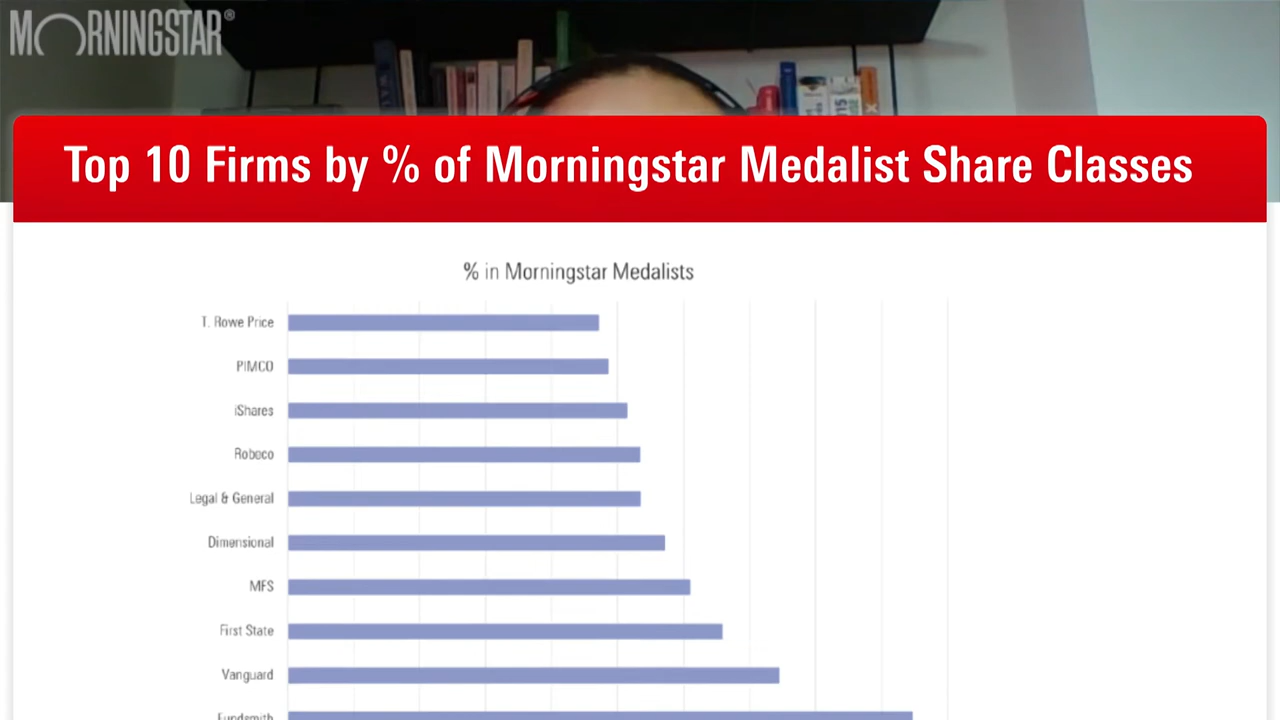 MORNINGSTAR®
Top 10 Firms by % of Morningstar Medalist Share Classes
% in Morningstar Medalists
T. Rowe Price
PIMCO
iShares
Robeco
Legal & General
Dimensional
MFS
First State
Vanguard
Fundsmith